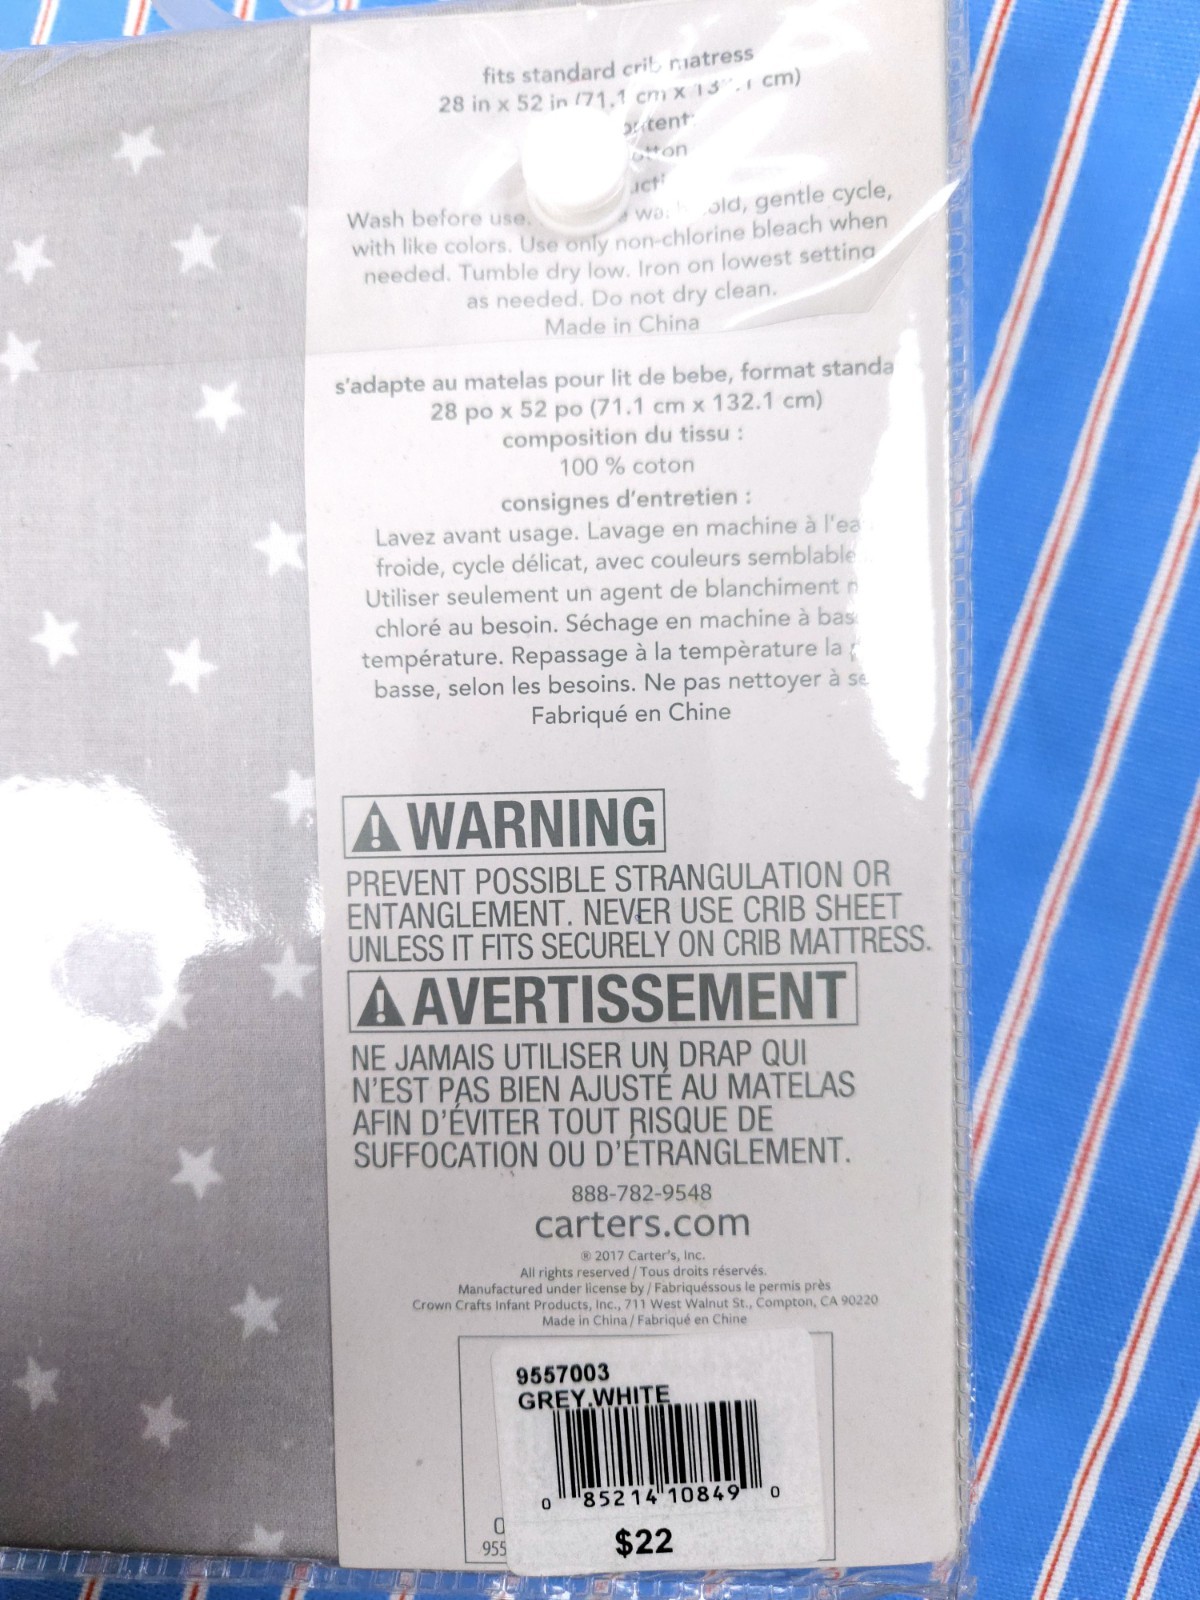 fits standard crib matress
28 in x 52 in (71.1 cm x cm)
Wash before use. gentle cycle,
with like colors. Use only non-chlorine bleach when
needed. Tumble dry low. Iron on lowest setting
as needed. Do not dry clean.
Made in China
s'adapte au matelas pour lit de bebe, format
28 po x 52 po (71.1 cm x 132.1 cm)
composition du tissu :
100 % coton
consignes d'entretien :
Lavez avant usage. Lavage en machine à
froide, cycle délicat, avec couleurs
Utiliser seulement un agent de blanchiment
chloré au besoin. Séchage en machine à
température. Repassage à la tempèrature la
basse, selon les besoins. Ne pas nettoyer à
Fabriqué en Chine
WARNING
PREVENT POSSIBLE STRANGULATION OR
ENTANGLEMENT. NEVER USE CRIB SHEET
UNLESS IT FITS SECURELY ON CRIB MATTRESS.
AVERTISSEMENT
NE JAMAIS UTILISER UN DRAP QUI
N'EST PAS BIEN AJUSTÉ AU MATELAS
AFIN D'ÉVITER TOUT RISQUE DE
SUFFOCATION OU D'ÉTRANGLEMENT.
888-782-9548
carters.com
® 2017 Carter's, Inc.
All rights reserved / Tous droits réservés.
Manufactured under license by / Fabriquéssous le permis près
Crown Crafts Infant Products, Inc., 711 West Walnut St., Compton, CA 90220
Made in China / Fabriqué en Chine
9557003
GREY.WHITE
0 85214 10849 0
$22